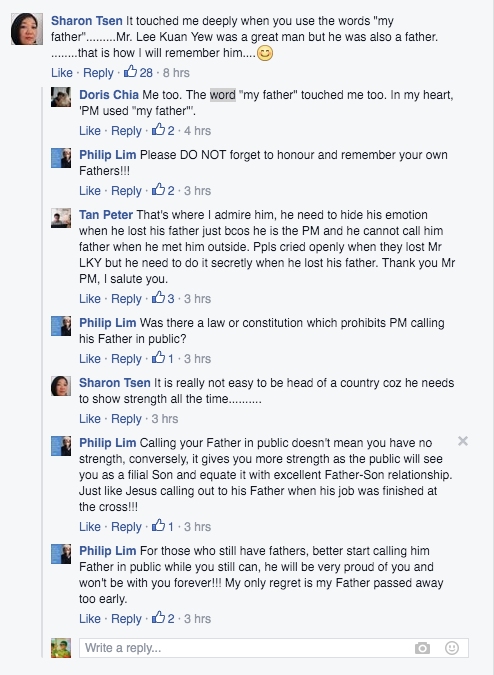 Sharon Tsen It touched me deeply when you use the words "my
father".........Mr. Lee Kuan Yew was a great man but he was also a father.
........that is how I will remember him....
Like · Reply · 28 · 8 hrs
Doris Chia Me too. The word "my father" touched me too. In my heart,
'PM used "my father"'.
Like · Reply · 2 · 4 hrs
Philip Lim Please DO NOT forget to honour and remember your own
Fathers!!!
Like · Reply · 2 · 3 hrs
Tan Peter That's where I admire him, he need to hide his emotion
when he lost his father just bcos he is the PM and he cannot call him
father when he met him outside. Ppls cried openly when they lost Mr
LKY but he need to do it secretly when he lost his father. Thank you Mr
PM, I salute you.
Like · Reply · 3 · 3 hrs
Philip Lim Was there a law or constitution which prohibits PM calling
his Father in public?
Like · Reply · 1 · 3 hrs
Sharon Tsen It is really not easy to be head of a country coz he needs
to show strength all the time..........
Like · Reply · 3 hrs
Philip Lim Calling your Father in public doesn't mean you have no
strength, conversely, it gives you more strength as the public will see
you as a filial Son and equate it with excellent Father-Son relationship.
Just like Jesus calling out to his Father when his job was finished at
the cross!!!
Like · Reply · 1 · 3 hrs
Philip Lim For those who still have fathers, better start calling him
Father in public while you still can, he will be very proud of you and
won't be with you forever!!! My only regret is my Father passed away
too early.
Like · Reply · 2 · 3 hrs
Write a reply...